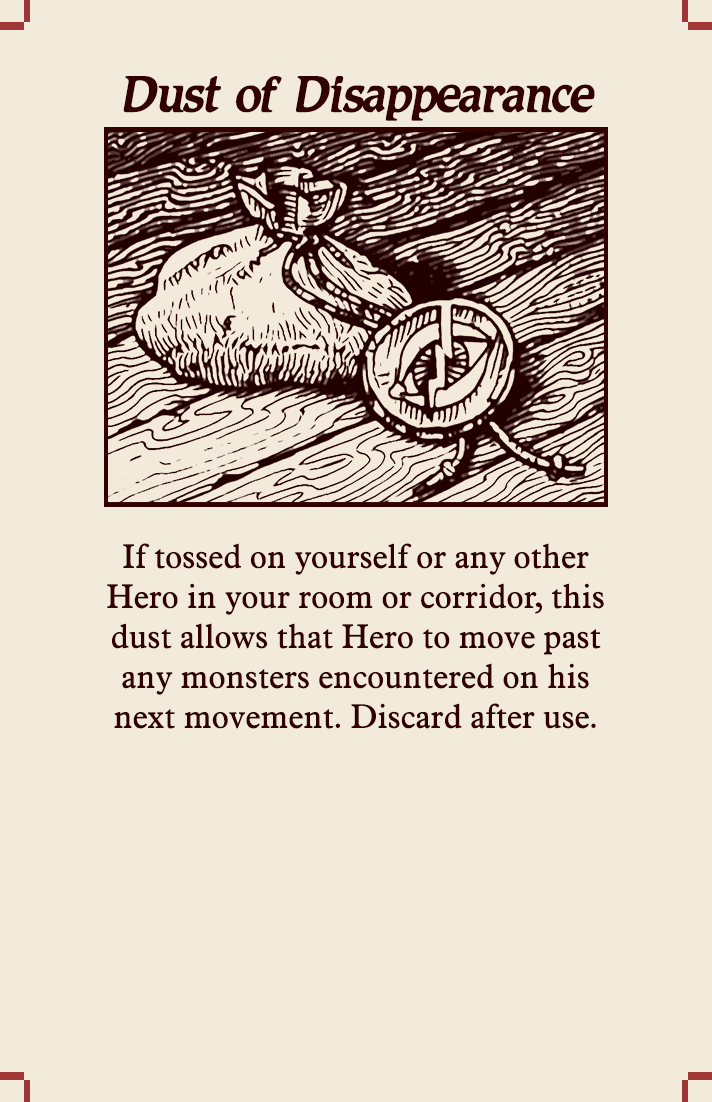 Dust of Disappearance
If tossed on yourself or any other
Hero in your room or corridor, this
dust allows that Hero to move past
any monsters encountered on his
next movement. Discard after use.